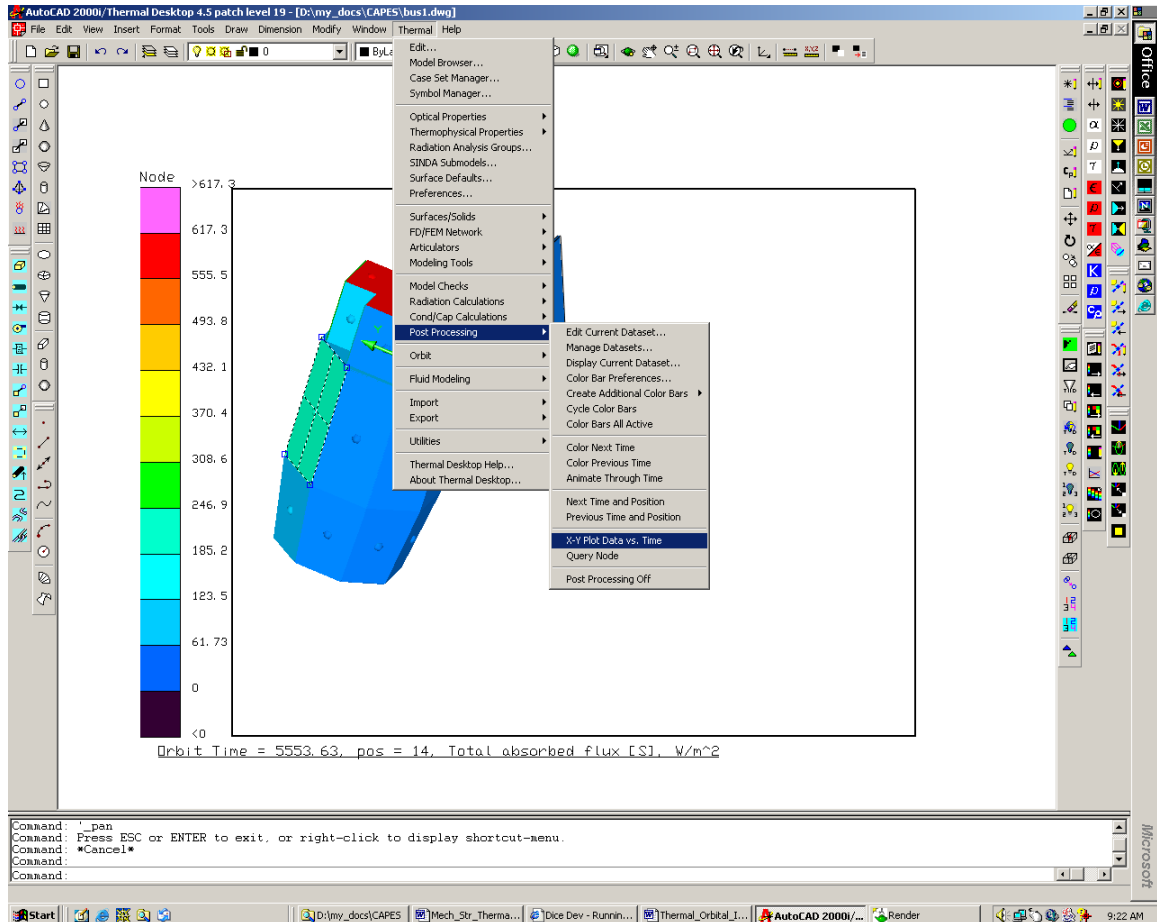 AutoCAD 2000i/Thermal Desktop 4.5 patch level 19 - [D:\my_docs\CAPES\bus1.dwg]
File Edit View Insert Format Tools Draw Dimension Modify Window Thermal Help
0
ByLa
Edit...
Model Browser...
Case Set Manager...
Symbol Manager...
Optical Properties
Thermophysical Properties
Radiation Analysis Groups...
SINDA Submodels...
Surface Defaults...
Preferences...
Surfaces/Solids
FD/FEM Network
Articulators
Modeling Tools
Model Checks
Radiation Calculations
Cond/Cap Calculations
Post Processing
Orbit
Fluid Modeling
Import
Export
Utilities
Thermal Desktop Help...
About Thermal Desktop...
Edit Current Dataset...
Manage Datasets...
Display Current Dataset...
Color Bar Preferences...
Create Additional Color Bars
Cycle Color Bars
Color Bars All Active
Color Next Time
Color Previous Time
Animate Through Time
Next Time and Position
Previous Time and Position
X-Y Plot Data vs. Time
Query Node
Post Processing Off
Node
>617.3
617.3
555.5
493.8
432.1
370.4
308.6
246.9
185.2
123.5
61.73
0
<0
Y
Orbit Time = 5553.63, pos = 14, Total absorbed flux [S], W/m^2
Office
Microsoft
Command: '_pan
Command: Press ESC or ENTER to exit, or right-click to display shortcut-menu.
Command: *Cancel*
Command:
Command:
Start
D:\my_docs\CAPES
Mech_Str_Therma...
Dice Dev - Runnin...
Thermal_Orbital_I...
AutoCAD 2000i/...
Render
9:22 AM